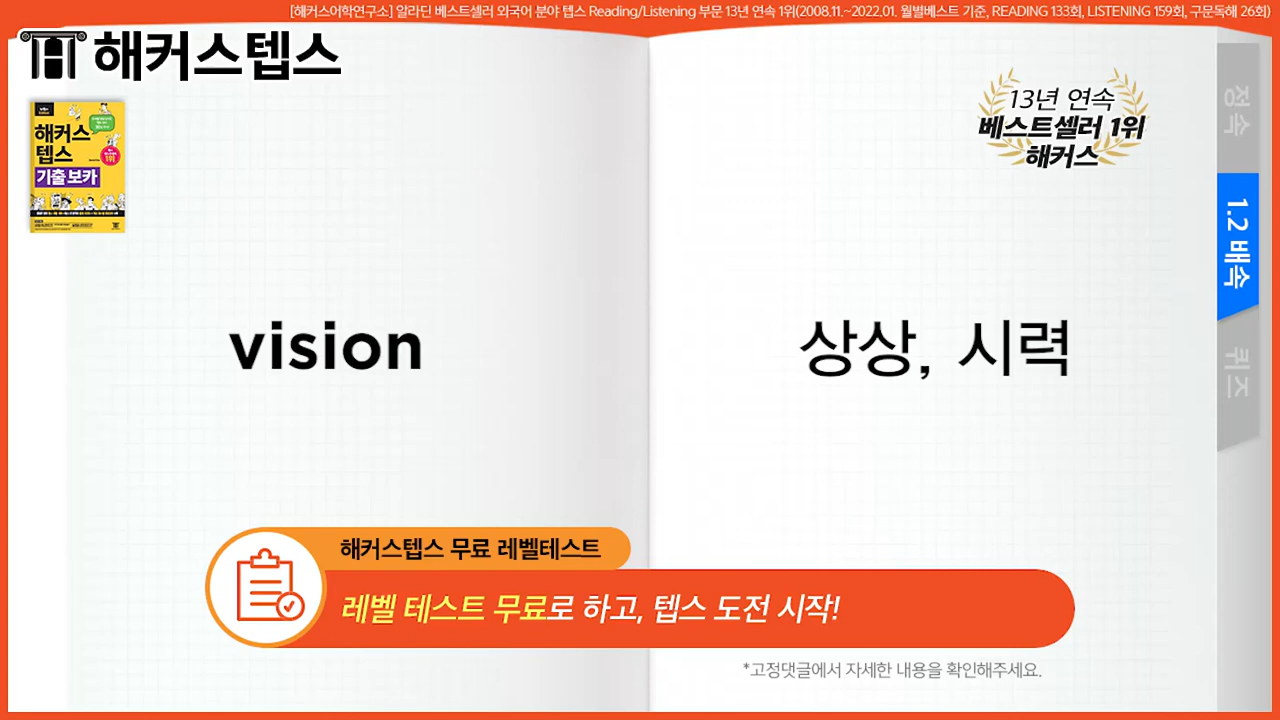 [해커스어학연구소] 알라딘 베스트셀러 외국어 분야 텝스 Reading/Listening 부문 13년 연속 1위(2008.11.~2022.01. 월별베스트 기준, READING 133회, LISTENING 159회, 구문독해 26회)
해커스텝스
해커스
텝스
기출 보카
13년 연속
베스트셀러 1위
해커스
정속
1.2 배속
퀴즈
vision
상상, 시력
해커스텝스 무료 레벨테스트
레벨 테스트 무료로 하고, 텝스 도전 시작!
*고정댓글에서 자세한 내용을 확인해주세요.